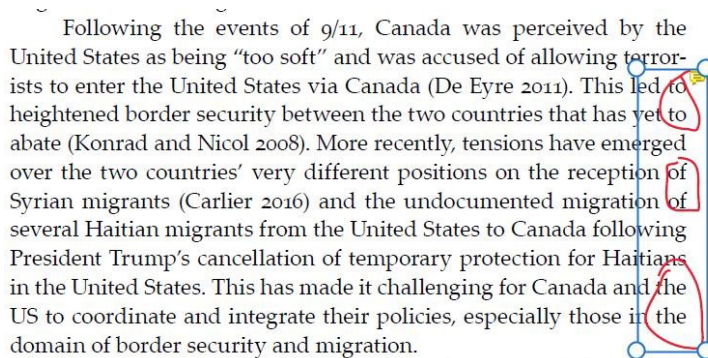 Following the events of 9/11, Canada was perceived by the
United States as being “too soft” and was accused of allowing terror-
ists to enter the United States via Canada (De Eyre 2011). This led to
heightened border security between the two countries that has yet to
abate (Konrad and Nicol 2008). More recently, tensions have emerged
over the two countries’ very different positions on the reception of
Syrian migrants (Carlier 2016) and the undocumented migration of
several Haitian migrants from the United States to Canada following
President Trump’s cancellation of temporary protection for Haitians
in the United States. This has made it challenging for Canada and the
US to coordinate and integrate their policies, especially those in the
domain of border security and migration.